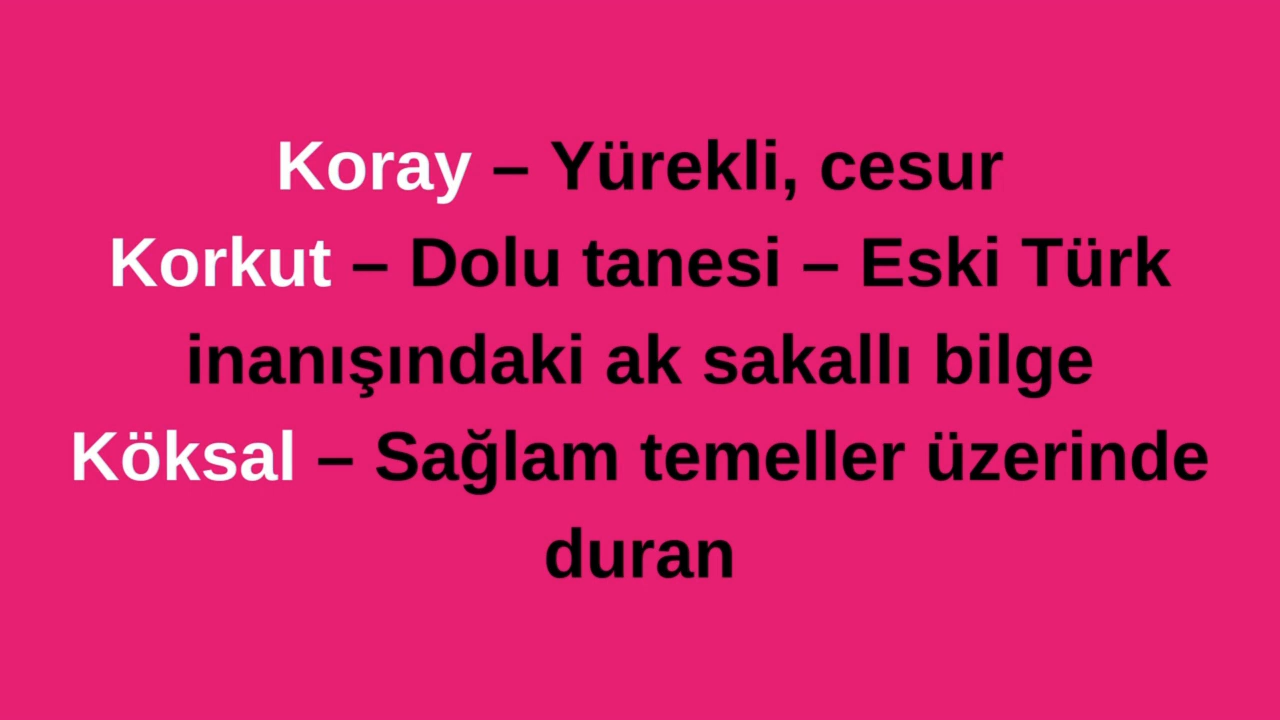 Koray – Yürekli, cesur
Korkut – Dolu tanesi – Eski Türk
inanışındaki ak sakallı bilge
Köksal – Sağlam temeller üzerinde
duran